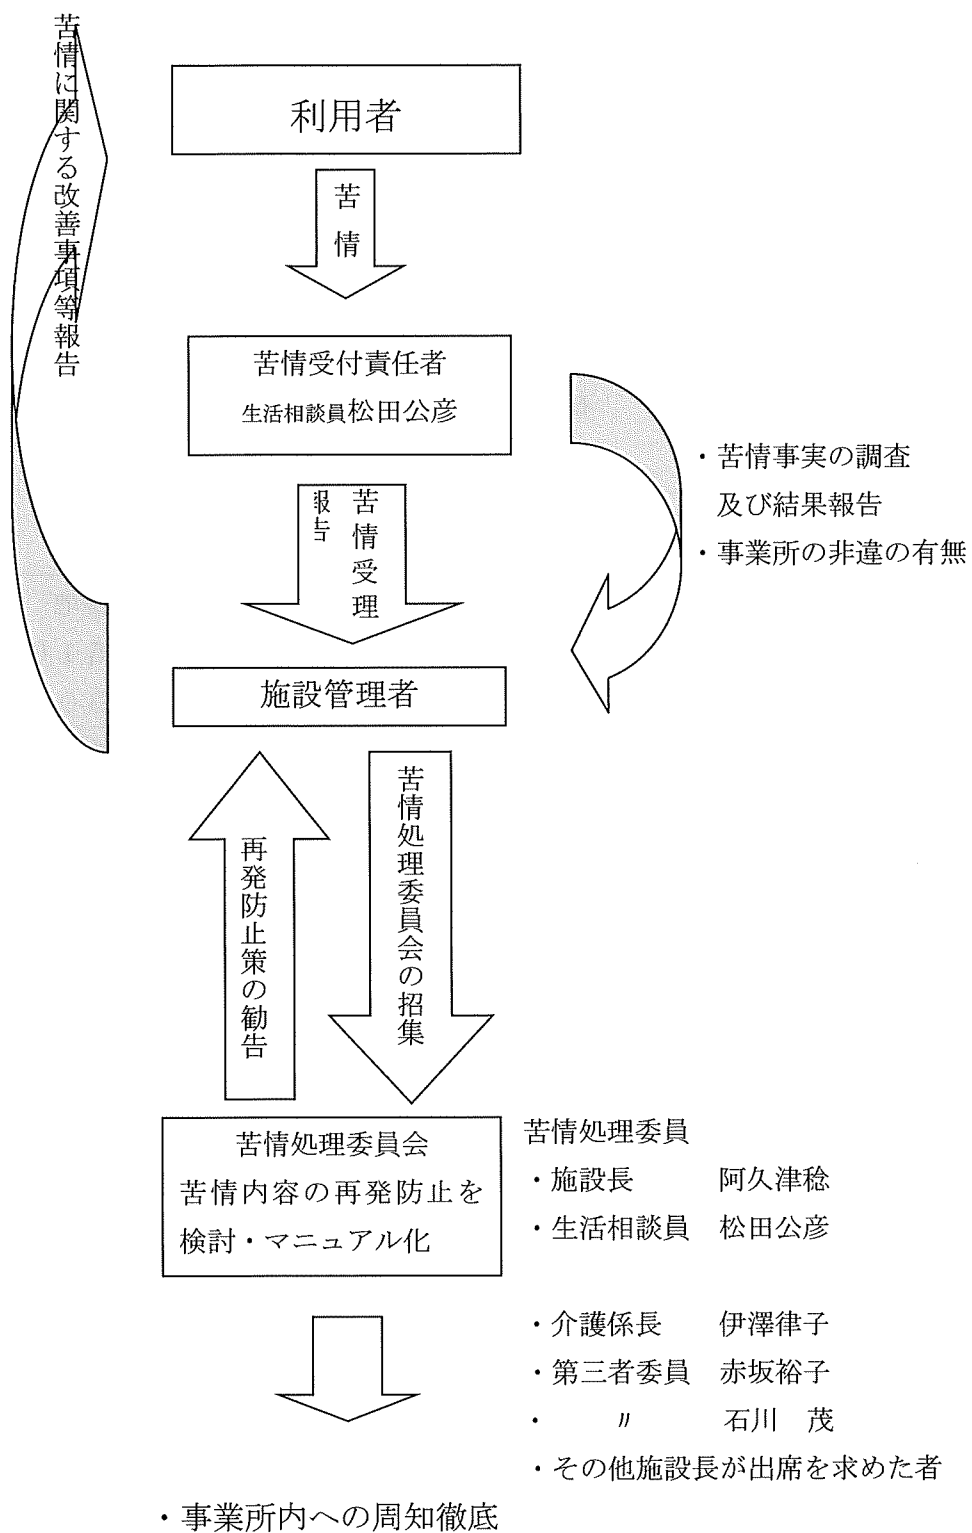 苦情に関する改善事項等報告
利用者
苦情
苦情受付責任者
生活相談員松田公彦
・苦情事実の調査
及び結果報告
・事業所の非違の有無
苦情受理
報告
施設管理者
再発防止策の勧告
苦情処理委員会の招集
苦情処理委員会
苦情内容の再発防止を
検討・マニュアル化
苦情処理委員
・施設長　　　阿久津稔
・生活相談員　松田公彦
・介護係長　　伊澤律子
・第三者委員　赤坂裕子
・　　〃　　　石川　茂
・その他施設長が出席を求めた者
・事業所内への周知徹底